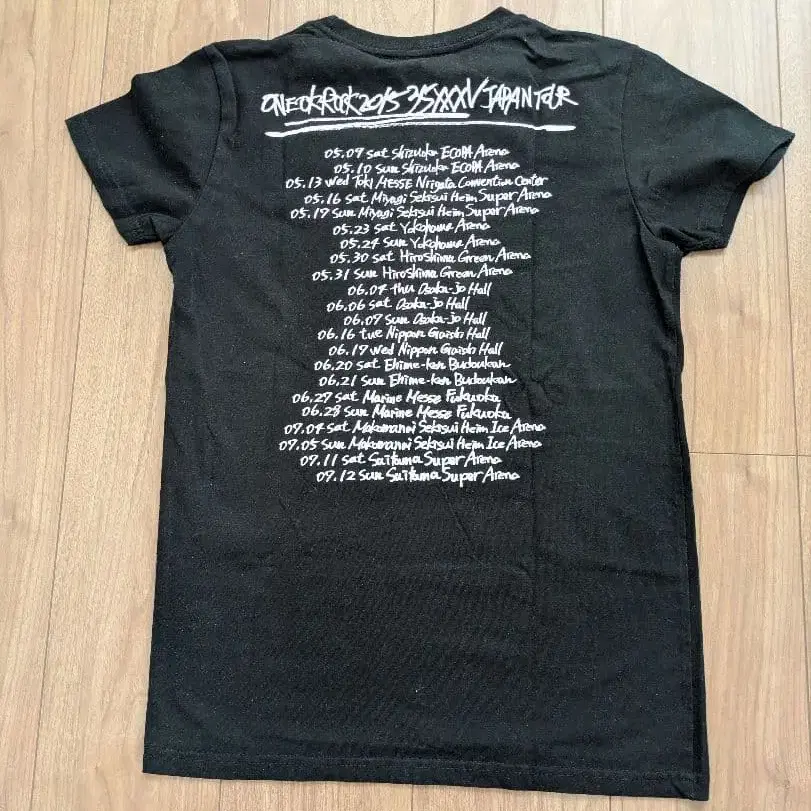 ONE OK ROCK 2015 35XXXV JAPAN TOUR
05.09 Sat Shizuoka ECOPA Arena
05.10 Sun Shizuoka ECOPA Arena
05.13 Wed Toki Messe Niigata Convention Center
05.16 Sat Miyagi Sekisui Heim Super Arena
05.17 Sun Miyagi Sekisui Heim Super Arena
05.23 Sat Yokohama Arena
05.24 Sun Yokohama Arena
05.30 Sat Hiroshima Green Arena
05.31 Sun Hiroshima Green Arena
06.04 thu Osaka-jo Hall
06.06 Sat Osaka-jo Hall
06.07 Sun Osaka-jo Hall
06.16 tue Nippon Gaishi Hall
06.17 wed Nippon Gaishi Hall
06.20 Sat Ehime-ken Budoukan
06.21 Sun Ehime-ken Budoukan
06.27 Sat Marine Messe Fukuoka
06.28 Sun Marine Messe Fukuoka
07.04 Sat Makomanai Sekisui Heim Ice Arena
07.05 Sun Makomanai Sekisui Heim Ice Arena
07.11 Sat Saitama Super Arena
07.12 Sun Saitama Super Arena